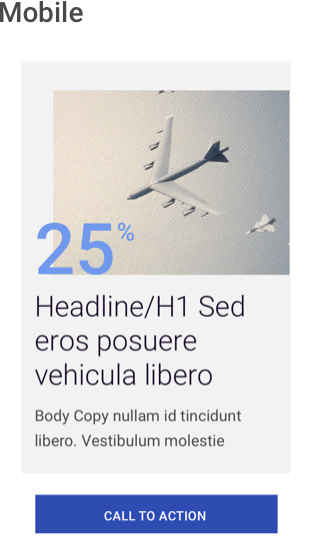 Mobile
25%
Headline/H1 Sed
eros posuere
vehicula libero
Body Copy nullam id tincidunt
libero. Vestibulum molestie
CALL TO ACTION